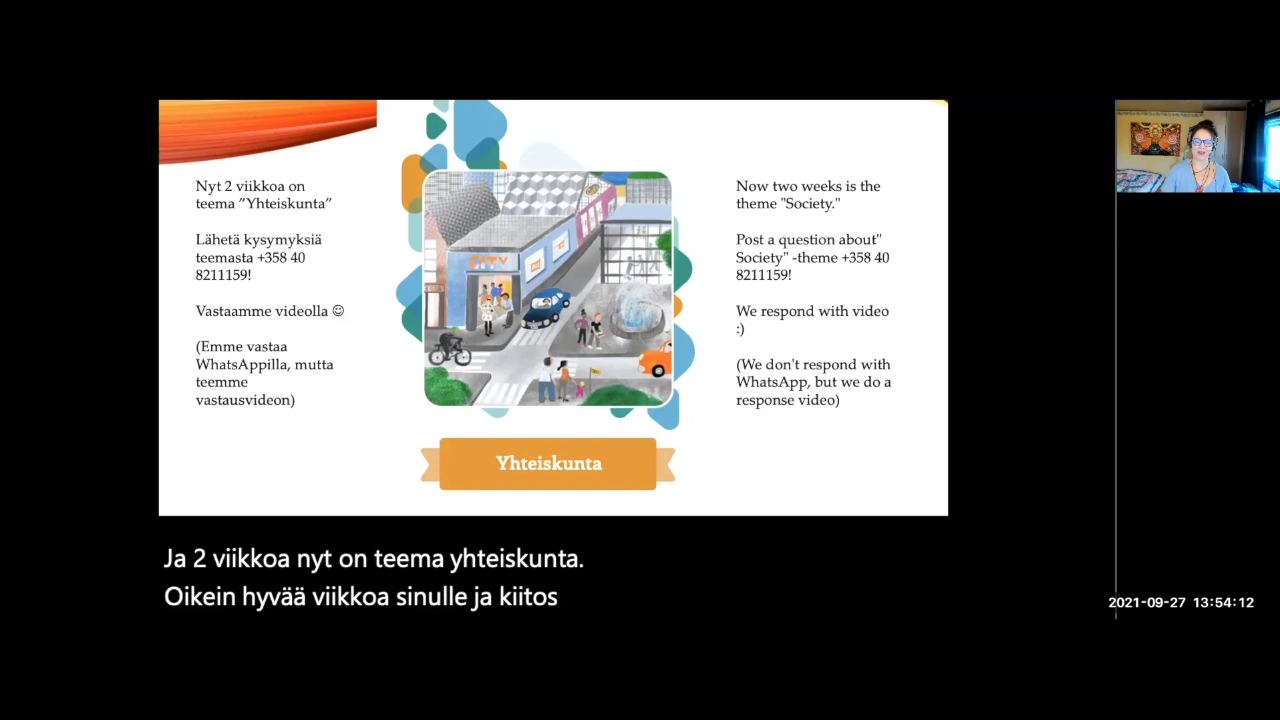 Nyt 2 viikkoa on
teema ”Yhteiskunta”
Lähetä kysymyksiä
teemasta +358 40
8211159!
Vastaamme videolla ☺
(Emme vastaa
WhatsAppilla, mutta
teemme
vastausvideon)
CITY
Yhteiskunta
Now two weeks is the
theme "Society."
Post a question about"
Society" -theme +358 40
8211159!
We respond with video
:)
(We don't respond with
WhatsApp, but we do a
response video)
Ja 2 viikkoa nyt on teema yhteiskunta.
Oikein hyvää viikkoa sinulle ja kiitos
2021-09-27 13:54:12